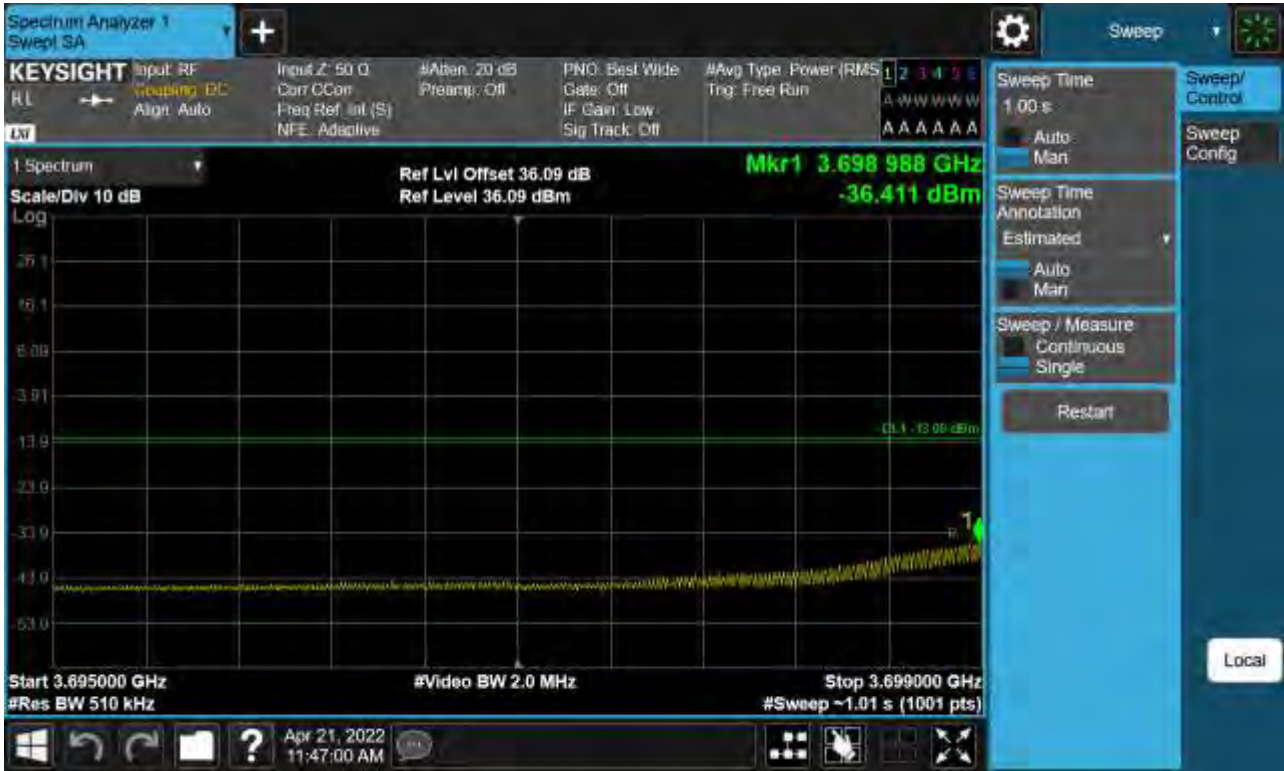 Spectrum Analyzer 1
Swept SA
+
Sweep
KEYSIGHT
RL
LXI
Input: RF
Coupling: DC
Align: Auto
Input Z: 50 Ω
Corr CCorr
Freq Ref: Int (S)
NFE: Adaptive
#Atten: 20 dB
Preamp: Off
PNO: Best Wide
Gate: Off
IF Gain: Low
Sig Track: Off
#Avg Type: Power (RMS
Trig: Free Run
1 2 3 4 5 6
A W W W W W
A A A A A A
1 Spectrum
Scale/Div 10 dB
Log
Ref Lvl Offset 36.09 dB
Ref Level 36.09 dBm
Mkr1 3.698 988 GHz
-36.411 dBm
26.1
16.1
6.09
-3.91
-13.9
-23.9
-33.9
-43.9
-53.9
DL1 -13.00 dBm
1
Start 3.695000 GHz
#Res BW 510 kHz
#Video BW 2.0 MHz
Stop 3.699000 GHz
#Sweep ~1.01 s (1001 pts)
Sweep Time
1.00 s
Auto
Man
Sweep Time
Annotation
Estimated
Auto
Man
Sweep / Measure
Continuous
Single
Restart
Sweep/
Control
Sweep
Config
Local
?
Apr 21, 2022
11:47:00 AM